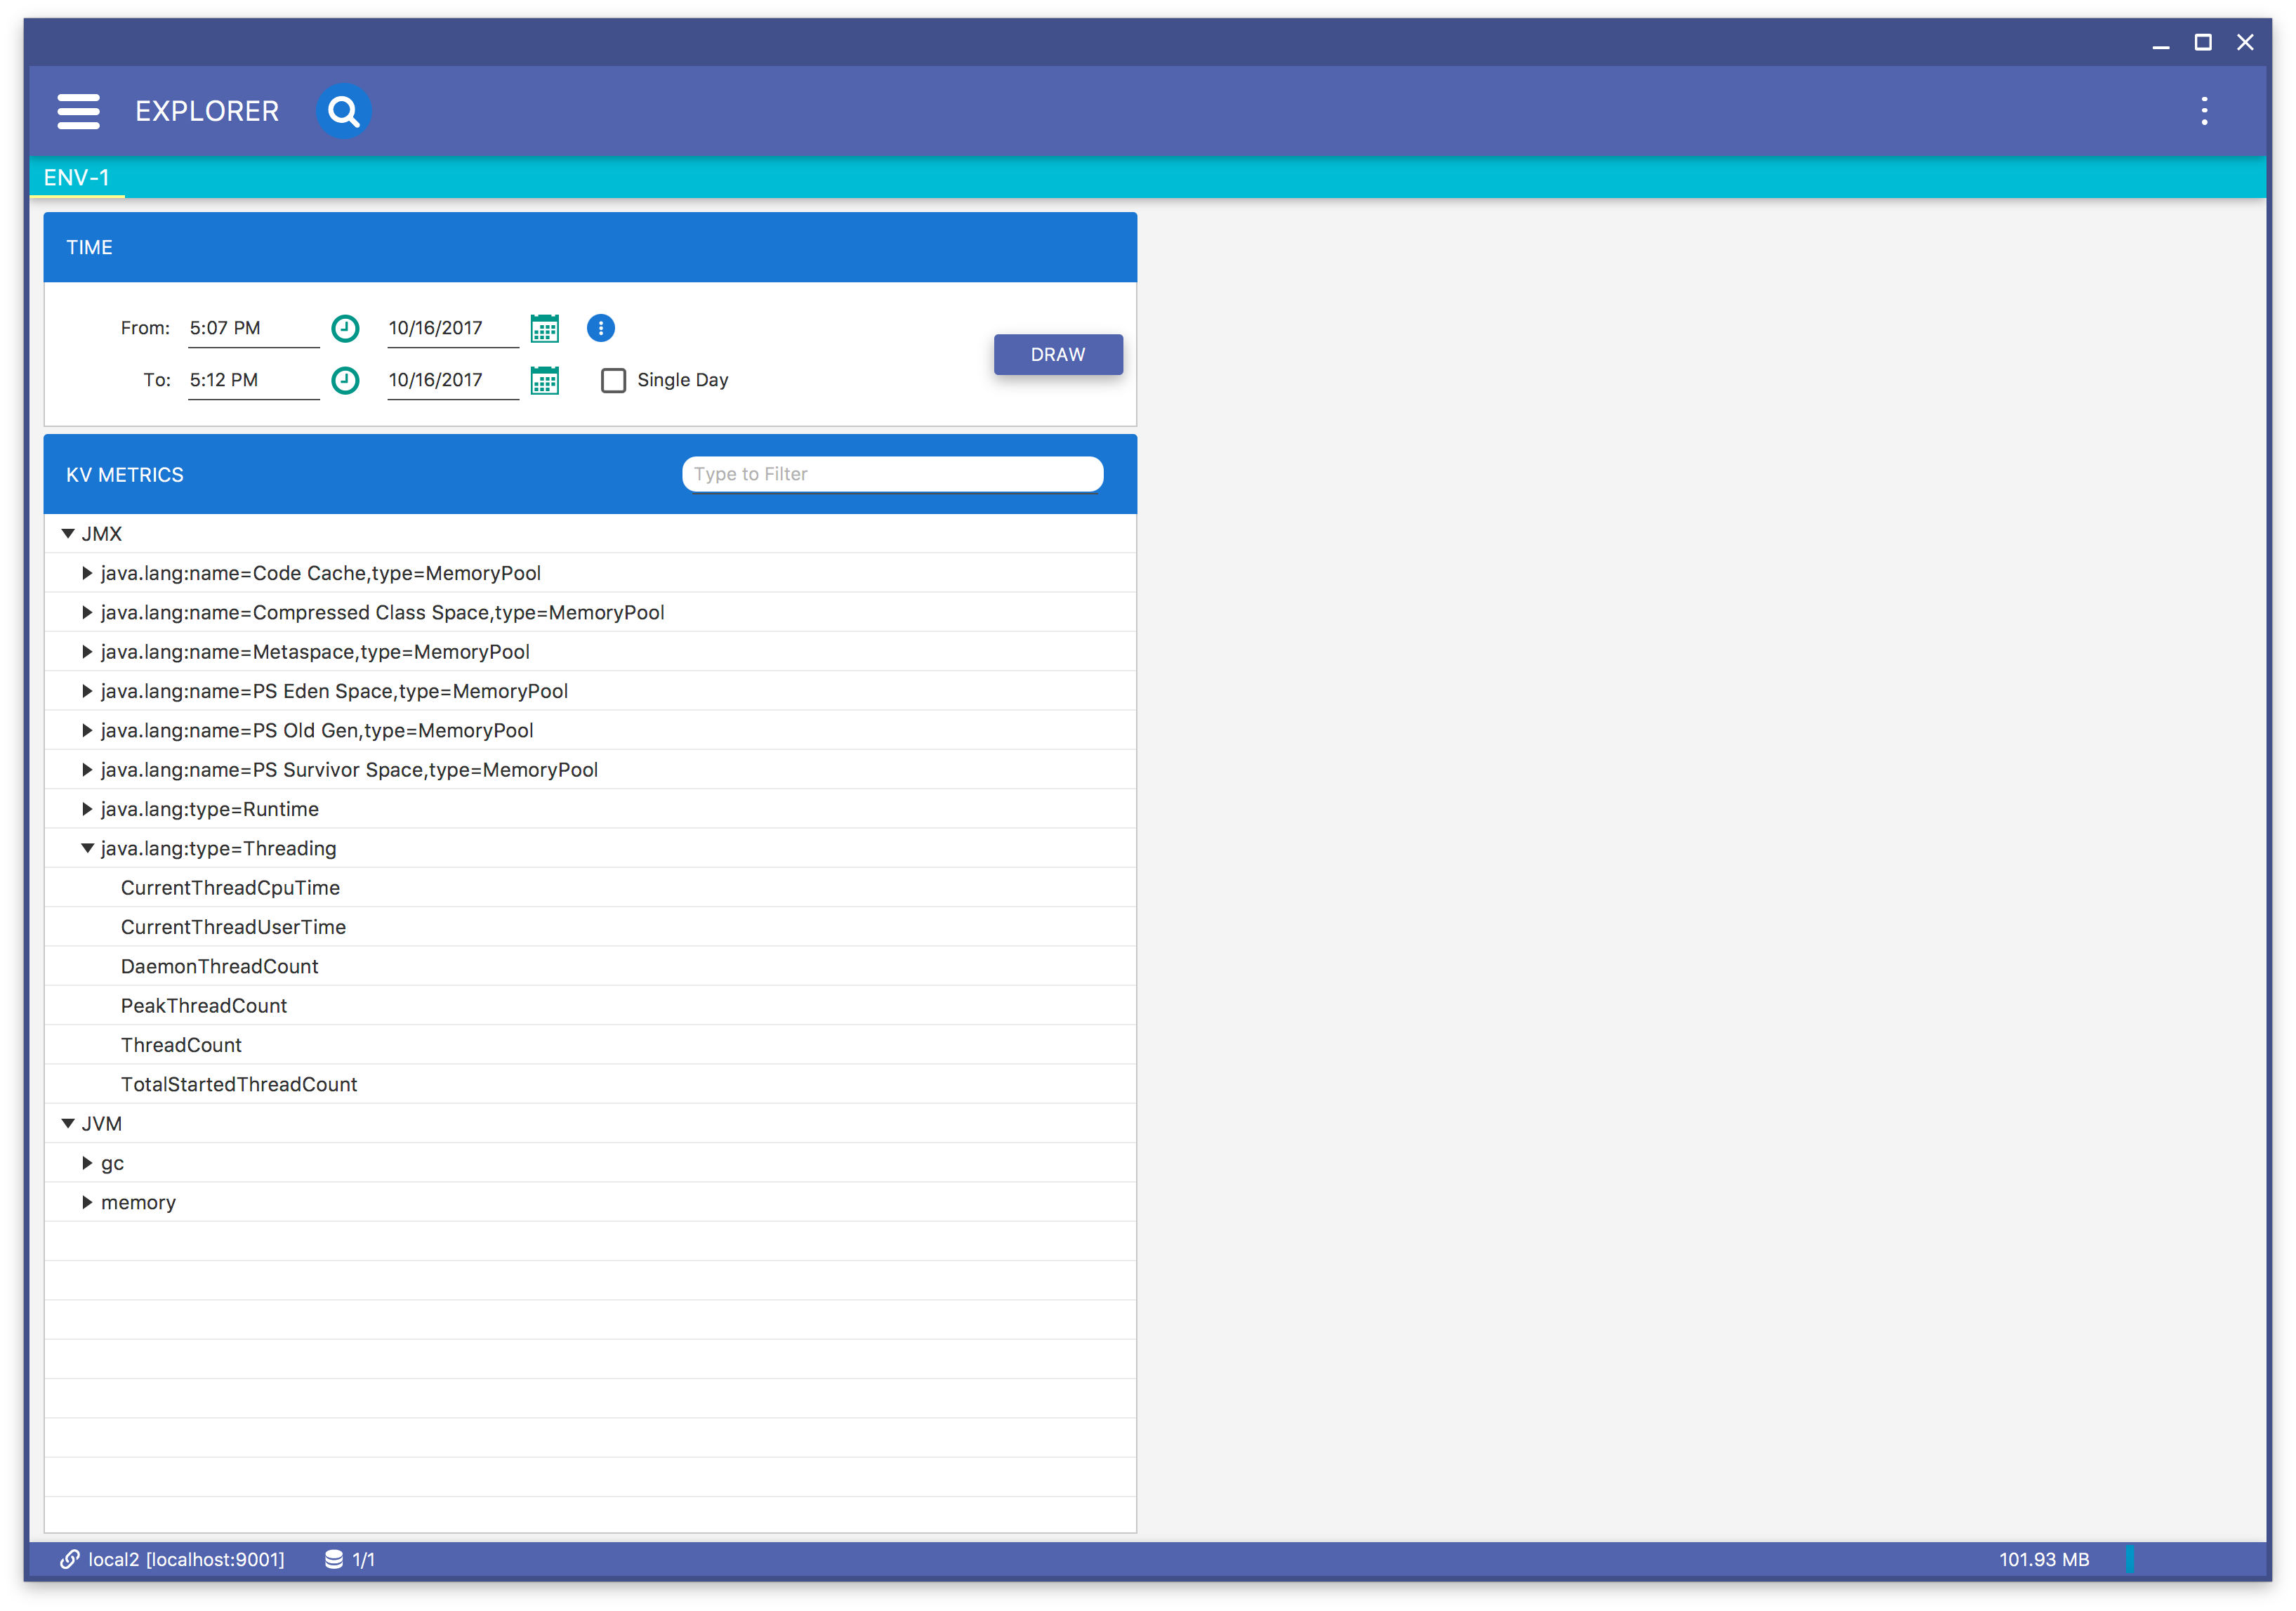 EXPLORER
ENV-1
TIME
From: 5:07 PM 10/16/2017
DRAW
To: 5:12 PM 10/16/2017 Single Day
KV METRICS Type to Filter
JMX
java.lang:name=Code Cache,type=MemoryPool
java.lang:name=Compressed Class Space,type=MemoryPool
java.lang:name=Metaspace,type=MemoryPool
java.lang:name=PS Eden Space,type=MemoryPool
java.lang:name=PS Old Gen,type=MemoryPool
java.lang:name=PS Survivor Space,type=MemoryPool
java.lang:type=Runtime
java.lang:type=Threading
CurrentThreadCpuTime
CurrentThreadUserTime
DaemonThreadCount
PeakThreadCount
ThreadCount
TotalStartedThreadCount
JVM
gc
memory
local2 [localhost:9001] 1/1 101.93 MB